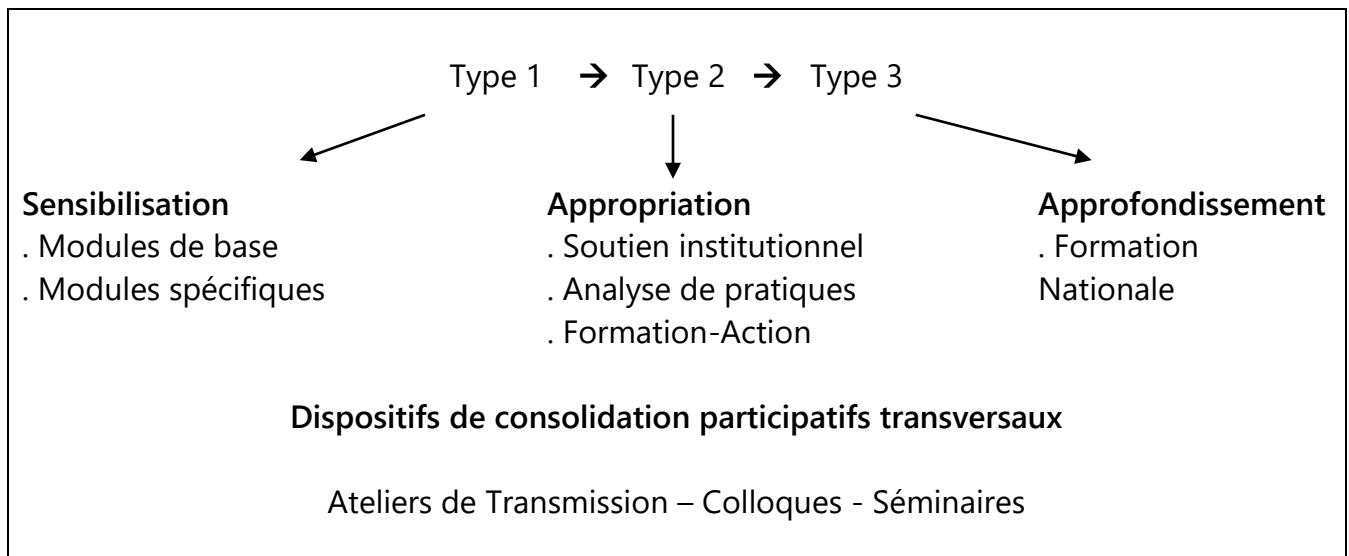 Type 1 → Type 2 → Type 3
Sensibilisation
. Modules de base
. Modules spécifiques
Appropriation
. Soutien institutionnel
. Analyse de pratiques
. Formation-Action
Approfondissement
. Formation
Nationale
Dispositifs de consolidation participatifs transversaux
Ateliers de Transmission – Colloques - Séminaires